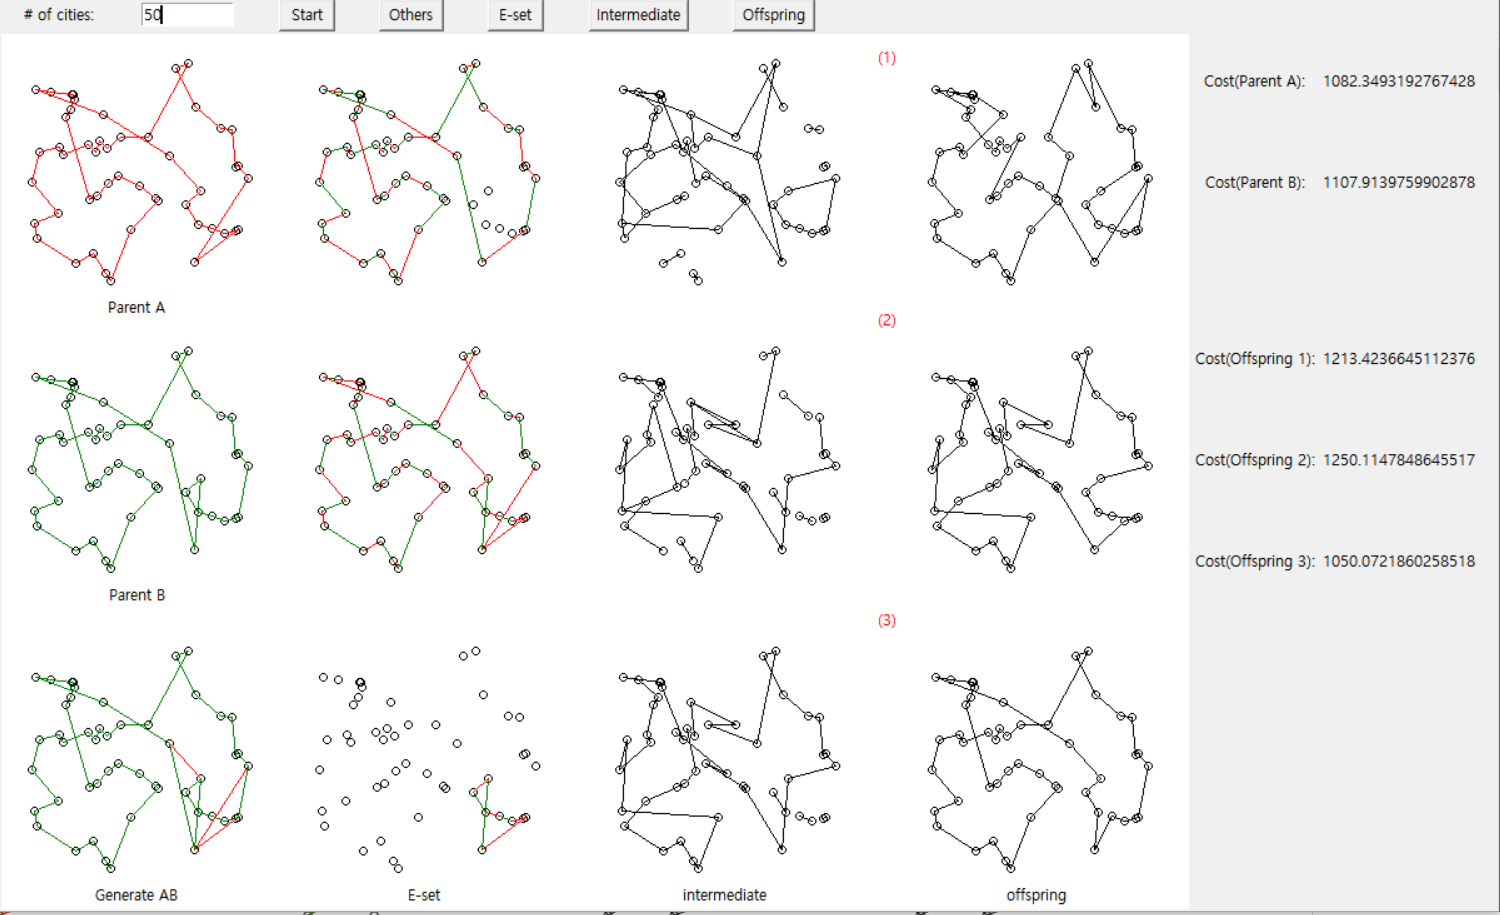 # of cities: 50 Start Others E-set Intermediate Offspring
(1)
Cost(Parent A): 1082.3493192767428
Cost(Parent B): 1107.9139759902878
Parent A
(2)
Cost(Offspring 1): 1213.4236645112376
Cost(Offspring 2): 1250.1147848645517
Cost(Offspring 3): 1050.0721860258518
Parent B
(3)
Generate AB E-set intermediate offspring